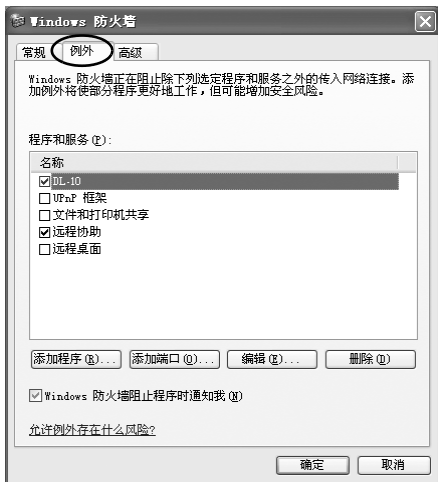 Windows 防火墙
常规 例外 高级
Windows 防火墙正在阻止除下列选定程序和服务之外的传入网络连接。添
加例外将使部分程序更好地工作，但可能增加安全风险。
程序和服务(P):
名称
DL-10
UPnP 框架
文件和打印机共享
远程协助
远程桌面
添加程序(R)... 添加端口(O)... 编辑(E)... 删除(D)
Windows 防火墙阻止程序时通知我(N)
允许例外存在什么风险?
确定 取消